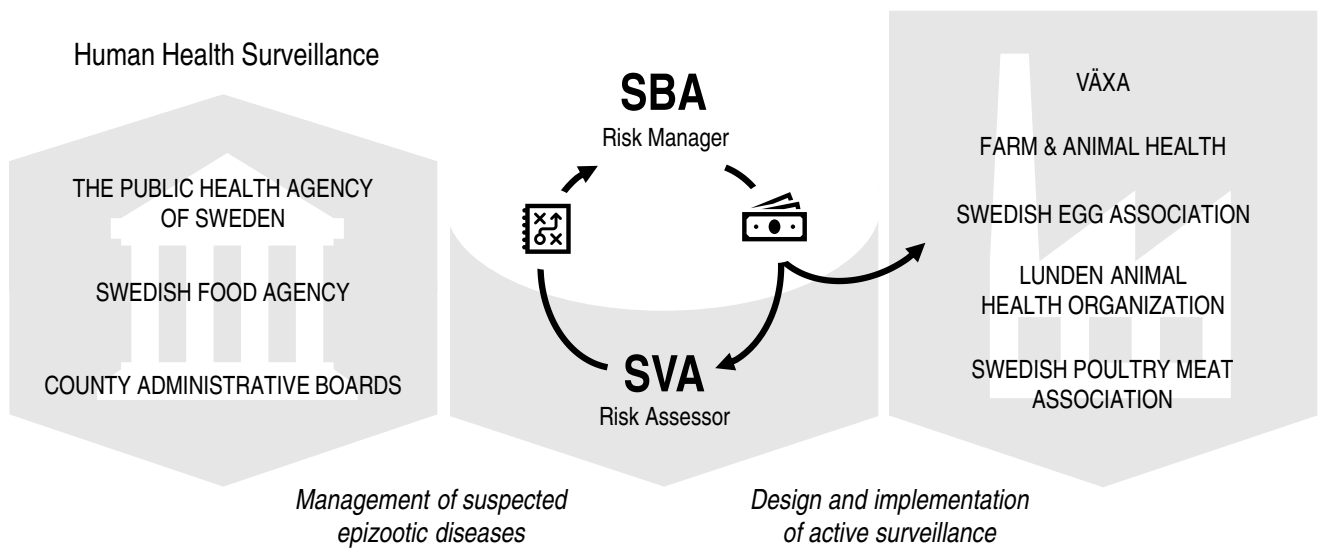 Human Health Surveillance
THE PUBLIC HEALTH AGENCY
OF SWEDEN
SWEDISH FOOD AGENCY
COUNTY ADMINISTRATIVE BOARDS
SBA
Risk Manager
SVA
Risk Assessor
VÄXA
FARM & ANIMAL HEALTH
SWEDISH EGG ASSOCIATION
LUNDEN ANIMAL
HEALTH ORGANIZATION
SWEDISH POULTRY MEAT
ASSOCIATION
Management of suspected
epizootic diseases
Design and implementation
of active surveillance